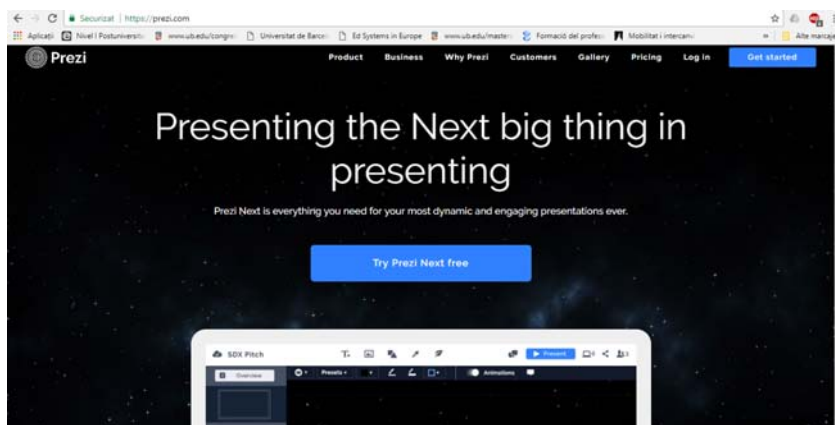 Securizat | https://prezi.com
Aplicații Nivel I Postuniversit www.ub.edu/congre Universitat de Barcel Ed Systems in Europe www.ub.edu/master Formació del profes Mobilitat i intercanv Alte marcaje
Prezi Product Business Why Prezi Customers Gallery Pricing Log in Get started
Presenting the Next big thing in
presenting
Prezi Next is everything you need for your most dynamic and engaging presentations ever.
Try Prezi Next free
SOX Pitch Present
Overview Presets Animations